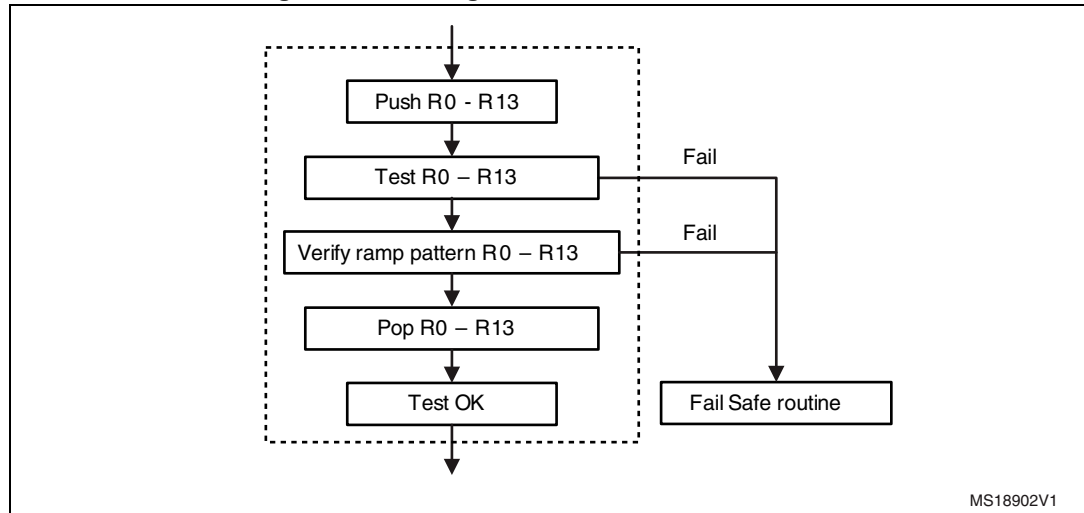 Push R0 - R13
Test R0 – R13
Fail
Verify ramp pattern R0 – R13
Fail
Pop R0 – R13
Test OK
Fail Safe routine
MS18902V1